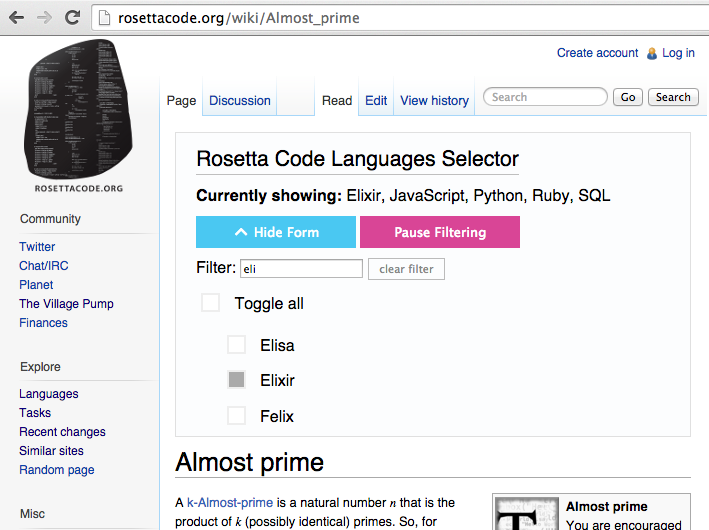 rosettacode.org/wiki/Almost_prime
Create account Log in
Page Discussion Read Edit View history Search Go Search
ROSETTACODE.ORG
Rosetta Code Languages Selector
Currently showing: Elixir, JavaScript, Python, Ruby, SQL
Hide Form Pause Filtering
Filter: eli clear filter
Toggle all
Elisa
Elixir
Felix
Community
Twitter
Chat/IRC
Planet
The Village Pump
Finances
Explore
Languages
Tasks
Recent changes
Similar sites
Random page
Misc
Almost prime
A k-Almost-prime is a natural number n that is the
product of k (possibly identical) primes. So, for
T
Almost prime
You are encouraged